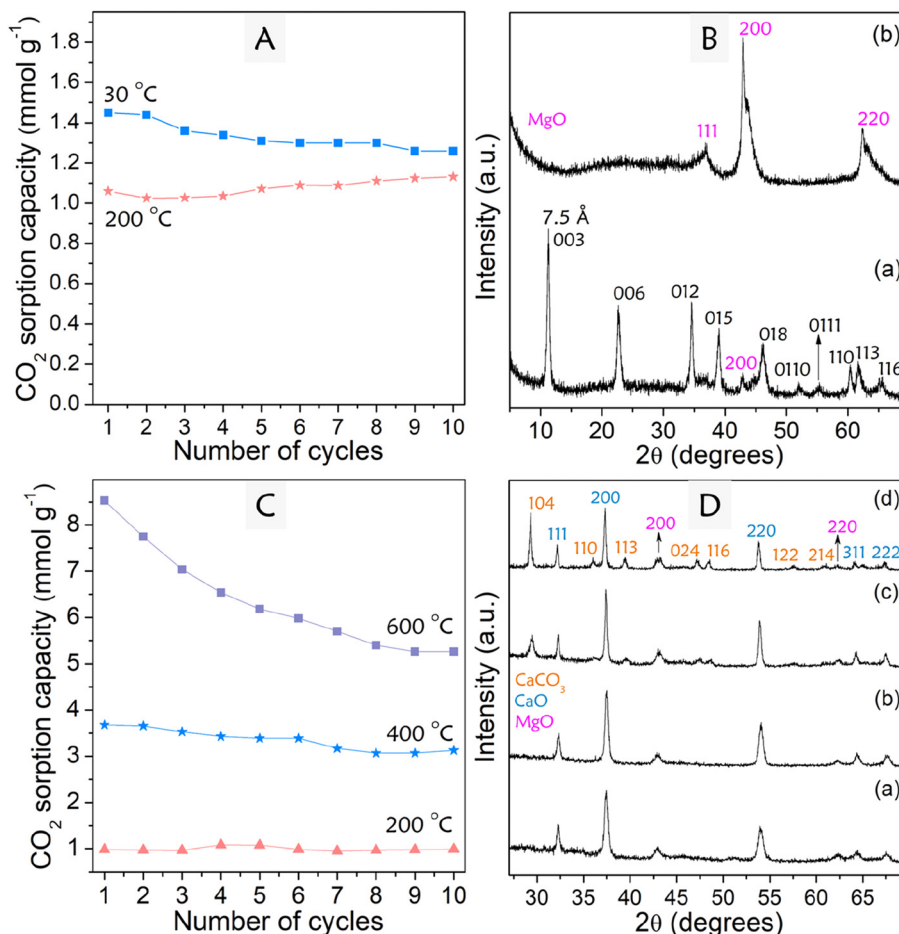 A
CO2 sorption capacity (mmol g-1)
1.8
1.6
1.4
1.2
1.0
0.8
0.6
0.4
0.2
0.0
30 °C
200 °C
1 2 3 4 5 6 7 8 9 10
Number of cycles
B
(b)
200
MgO
111
220
Intensity (a.u.)
7.5 Å
003
(a)
006
012
015
200
018
0110
0111
110
113
116
10 20 30 40 50 60
2θ (degrees)
C
CO2 sorption capacity (mmol g-1)
9
8
7
6
5
4
3
2
1
600 °C
400 °C
200 °C
1 2 3 4 5 6 7 8 9 10
Number of cycles
D
(d)
104
111
200
110
113
200
024
116
220
122
214
220
311
222
(c)
Intensity (a.u.)
CaCO3
CaO
MgO
(b)
(a)
30 35 40 45 50 55 60 65
2θ (degrees)